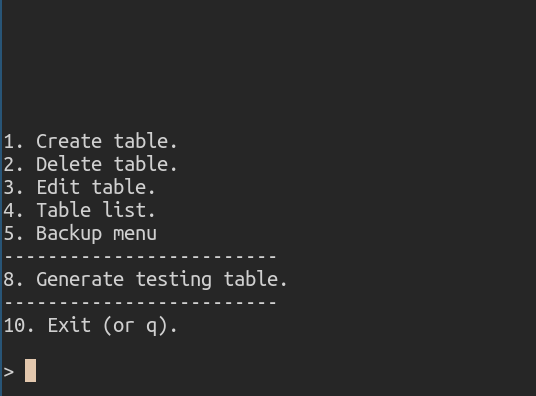 1. Create table.
2. Delete table.
3. Edit table.
4. Table list.
5. Backup menu
-------------------------
8. Generate testing table.
-------------------------
10. Exit (or q).
>